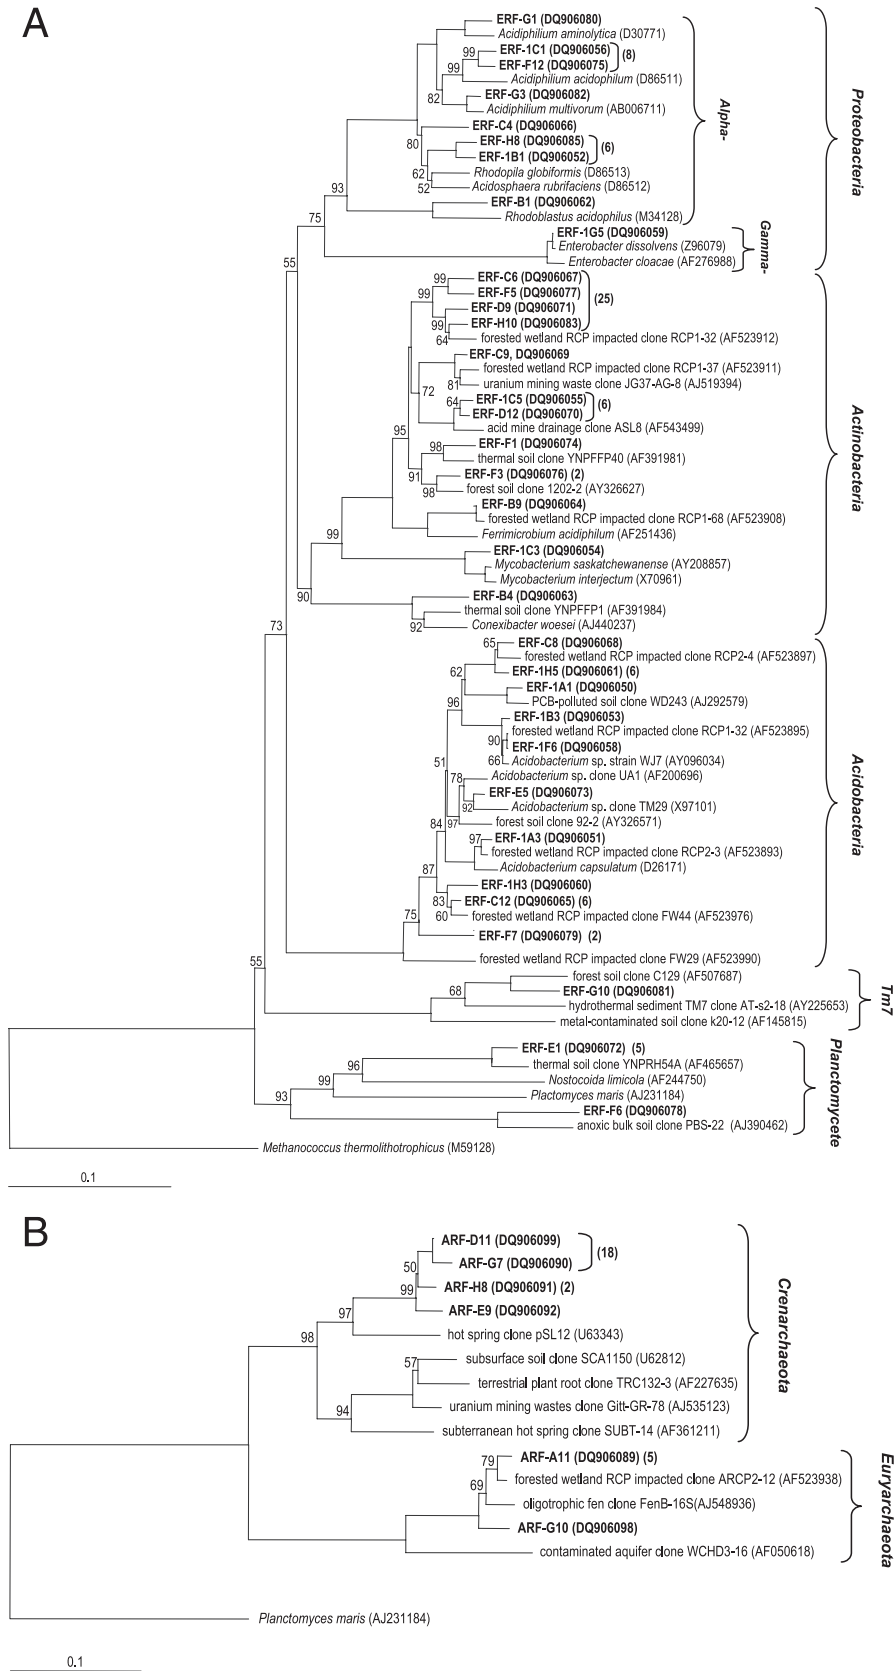 A
ERF-G1 (DQ906080)
Acidiphilium aminolytica (D30771)
ERF-1C1 (DQ906056)
99
(8)
ERF-F12 (DQ906075)
99
Acidiphilium acidophilum (D86511)
ERF-G3 (DQ906082)
82
Acidiphilium multivorum (AB006711)
Alpha-
Proteobacteria
ERF-C4 (DQ906066)
80
ERF-H8 (DQ906085)
(6)
ERF-1B1 (DQ906052)
62
Rhodopila globiformis (D86513)
52
Acidosphaera rubrifaciens (D86512)
93
ERF-B1 (DQ906062)
Rhodoblastus acidophilus (M34128)
75
ERF-1G5 (DQ906059)
Enterobacter dissolvens (Z96079)
Gamma-
Enterobacter cloacae (AF276988)
55
ERF-C6 (DQ906067)
99
ERF-F5 (DQ906077)
99
(25)
ERF-D9 (DQ906071)
ERF-H10 (DQ906083)
99
64
forested wetland RCP impacted clone RCP1-32 (AF523912)
ERF-C9, DQ906069
forested wetland RCP impacted clone RCP1-37 (AF523911)
81
uranium mining waste clone JG37-AG-8 (AJ519394)
72
ERF-1C5 (DQ906055)
64
(6)
ERF-D12 (DQ906070)
acid mine drainage clone ASL8 (AF543499)
Actinobacteria
95
ERF-F1 (DQ906074)
98
thermal soil clone YNPFFP40 (AF391981)
91
ERF-F3 (DQ906076) (2)
98
forest soil clone 1202-2 (AY326627)
ERF-B9 (DQ906064)
forested wetland RCP impacted clone RCP1-68 (AF523908)
Ferrimicrobium acidiphilum (AF251436)
99
ERF-1C3 (DQ906054)
Mycobacterium saskatchewanense (AY208857)
Mycobacterium interjectum (X70961)
90
ERF-B4 (DQ906063)
thermal soil clone YNPFFP1 (AF391984)
92
Conexibacter woesei (AJ440237)
73
ERF-C8 (DQ906068)
65
forested wetland RCP impacted clone RCP2-4 (AF523897)
62
ERF-1H5 (DQ906061) (6)
ERF-1A1 (DQ906050)
PCB-polluted soil clone WD243 (AJ292579)
96
ERF-1B3 (DQ906053)
forested wetland RCP impacted clone RCP1-32 (AF523895)
90
ERF-1F6 (DQ906058)
66
Acidobacterium sp. strain WJ7 (AY096034)
51
Acidobacterium sp. clone UA1 (AF200696)
78
ERF-E5 (DQ906073)
92
Acidobacterium sp. clone TM29 (X97101)
97
forest soil clone 92-2 (AY326571)
84
Acidobacteria
ERF-1A3 (DQ906051)
97
forested wetland RCP impacted clone RCP2-3 (AF523893)
Acidobacterium capsulatum (D26171)
87
ERF-1H3 (DQ906060)
83
ERF-C12 (DQ906065) (6)
60
forested wetland RCP impacted clone FW44 (AF523976)
75
ERF-F7 (DQ906079) (2)
forested wetland RCP impacted clone FW29 (AF523990)
55
forest soil clone C129 (AF507687)
68
ERF-G10 (DQ906081)
hydrothermal sediment TM7 clone AT-s2-18 (AY225653)
metal-contaminated soil clone k20-12 (AF145815)
Tm7
ERF-E1 (DQ906072) (5)
96
thermal soil clone YNPRH54A (AF465657)
99
Nostocoida limicola (AF244750)
Plactomyces maris (AJ231184)
93
ERF-F6 (DQ906078)
anoxic bulk soil clone PBS-22 (AJ390462)
Planctomycete
Methanococcus thermolithotrophicus (M59128)
0.1
B
ARF-D11 (DQ906099)
(18)
ARF-G7 (DQ906090)
50
ARF-H8 (DQ906091) (2)
99
ARF-E9 (DQ906092)
97
hot spring clone pSL12 (U63343)
98
Crenarchaeota
57
subsurface soil clone SCA1150 (U62812)
terrestrial plant root clone TRC132-3 (AF227635)
uranium mining wastes clone Gitt-GR-78 (AJ535123)
94
subterranean hot spring clone SUBT-14 (AF361211)
ARF-A11 (DQ906089) (5)
79
forested wetland RCP impacted clone ARCP2-12 (AF523938)
69
oligotrophic fen clone FenB-16S(AJ548936)
ARF-G10 (DQ906098)
contaminated aquifer clone WCHD3-16 (AF050618)
Euryarchaeota
Planctomyces maris (AJ231184)
0.1